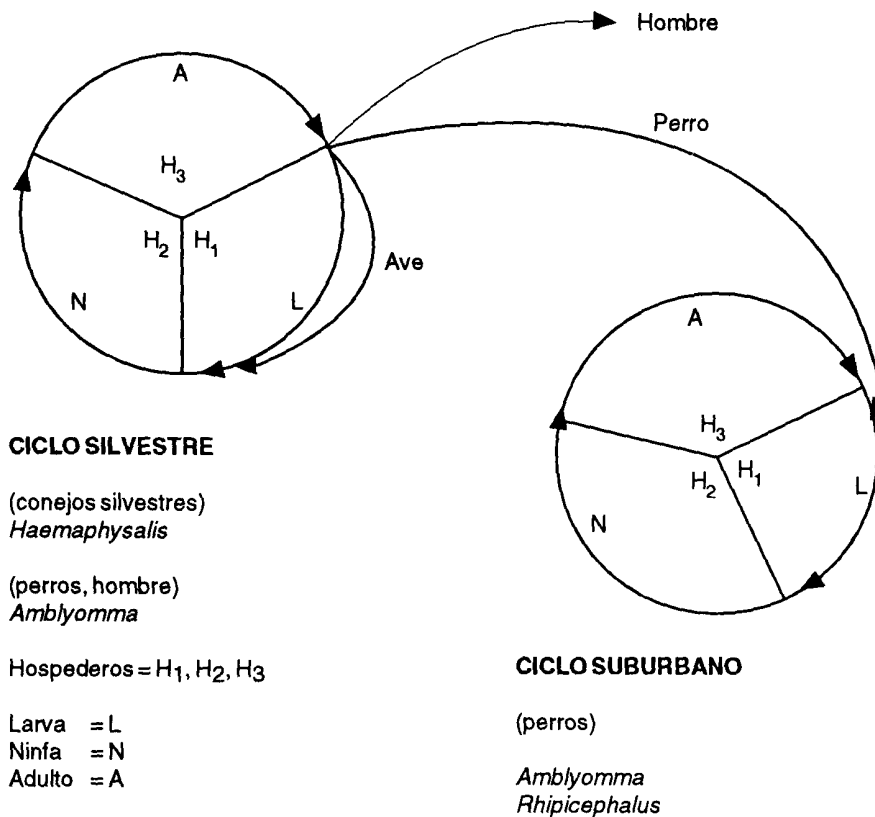 Hombre
A
Perro
H₃
H₂ H₁
Ave
N
L
A
CICLO SILVESTRE
H₃
(conejos silvestres)
H₂ H₁
Haemaphysalis
L
N
(perros, hombre)
Amblyomma
Hospederos = H₁, H₂, H₃
CICLO SUBURBANO
Larva = L
(perros)
Ninfa = N
Adulto = A
Amblyomma
Rhipicephalus